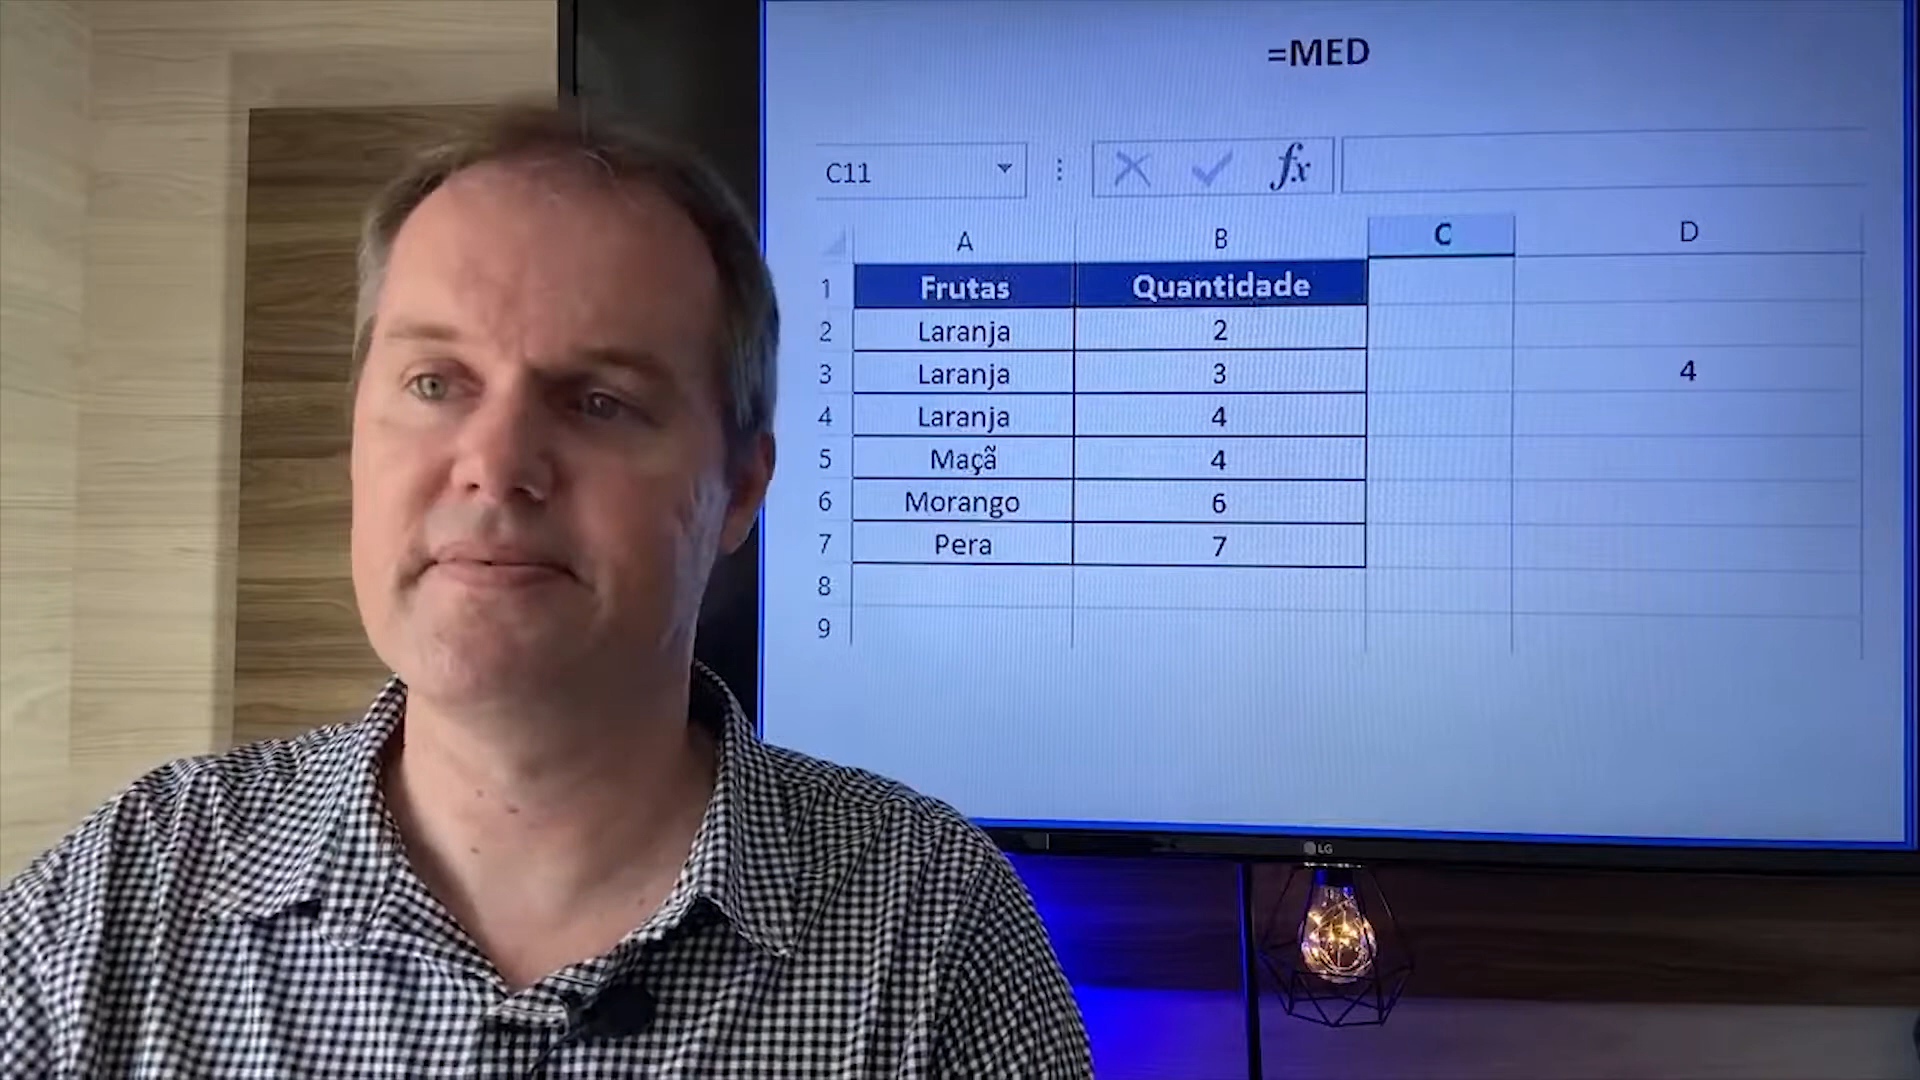 =MED
C11 fx
A B C D
1 Frutas Quantidade
2 Laranja 2
3 Laranja 3 4
4 Laranja 4
5 Maçã 4
6 Morango 6
7 Pera 7
8
9
LG